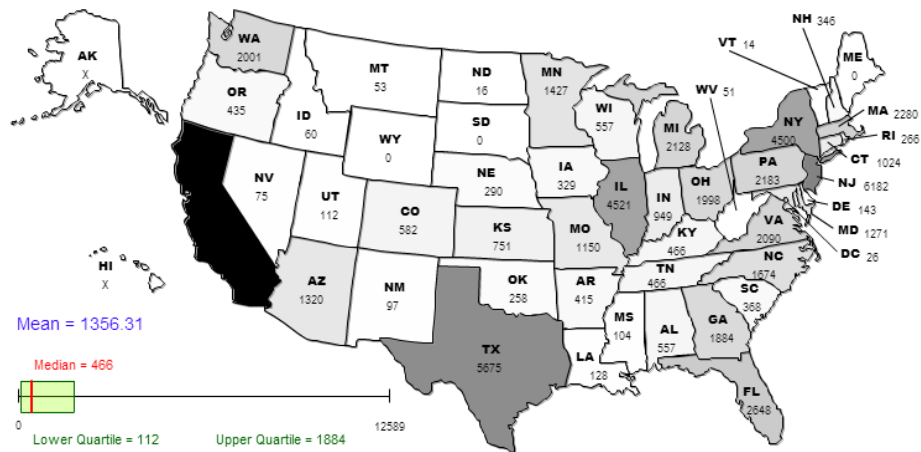 NH 346
VT 14
AK
X
WA
2001
MT
53
ND
16
MN
1427
ME
0
OR
435
ID
60
WI
557
WV 51
SD
0
MI
2128
NY
4500
MA 2280
RI 266
WY
0
CT 1024
NJ 6182
PA
2183
NV
75
NE
290
IA
329
OH
1998
IL
4521
IN
949
DE 143
UT
112
CO
582
MD 1271
VA
2090
DC 26
KS
751
MO
1150
KY
466
NC
1674
HI
X
AZ
1320
NM
97
OK
258
AR
415
TN
466
SC
368
MS
104
AL
557
GA
1884
Mean = 1356.31
TX
5675
LA
128
Median = 466
FL
2648
0
12589
Lower Quartile = 112
Upper Quartile = 1884